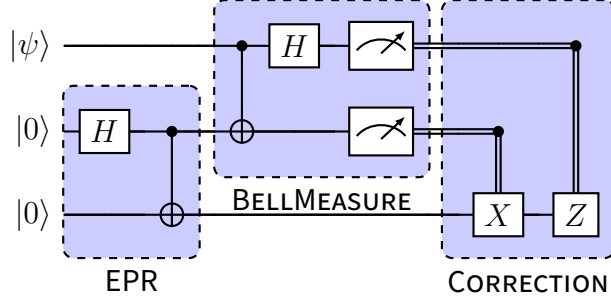 |ψ⟩ H
|0⟩ H
|0⟩ X Z
BELLMEASURE
EPR CORRECTION